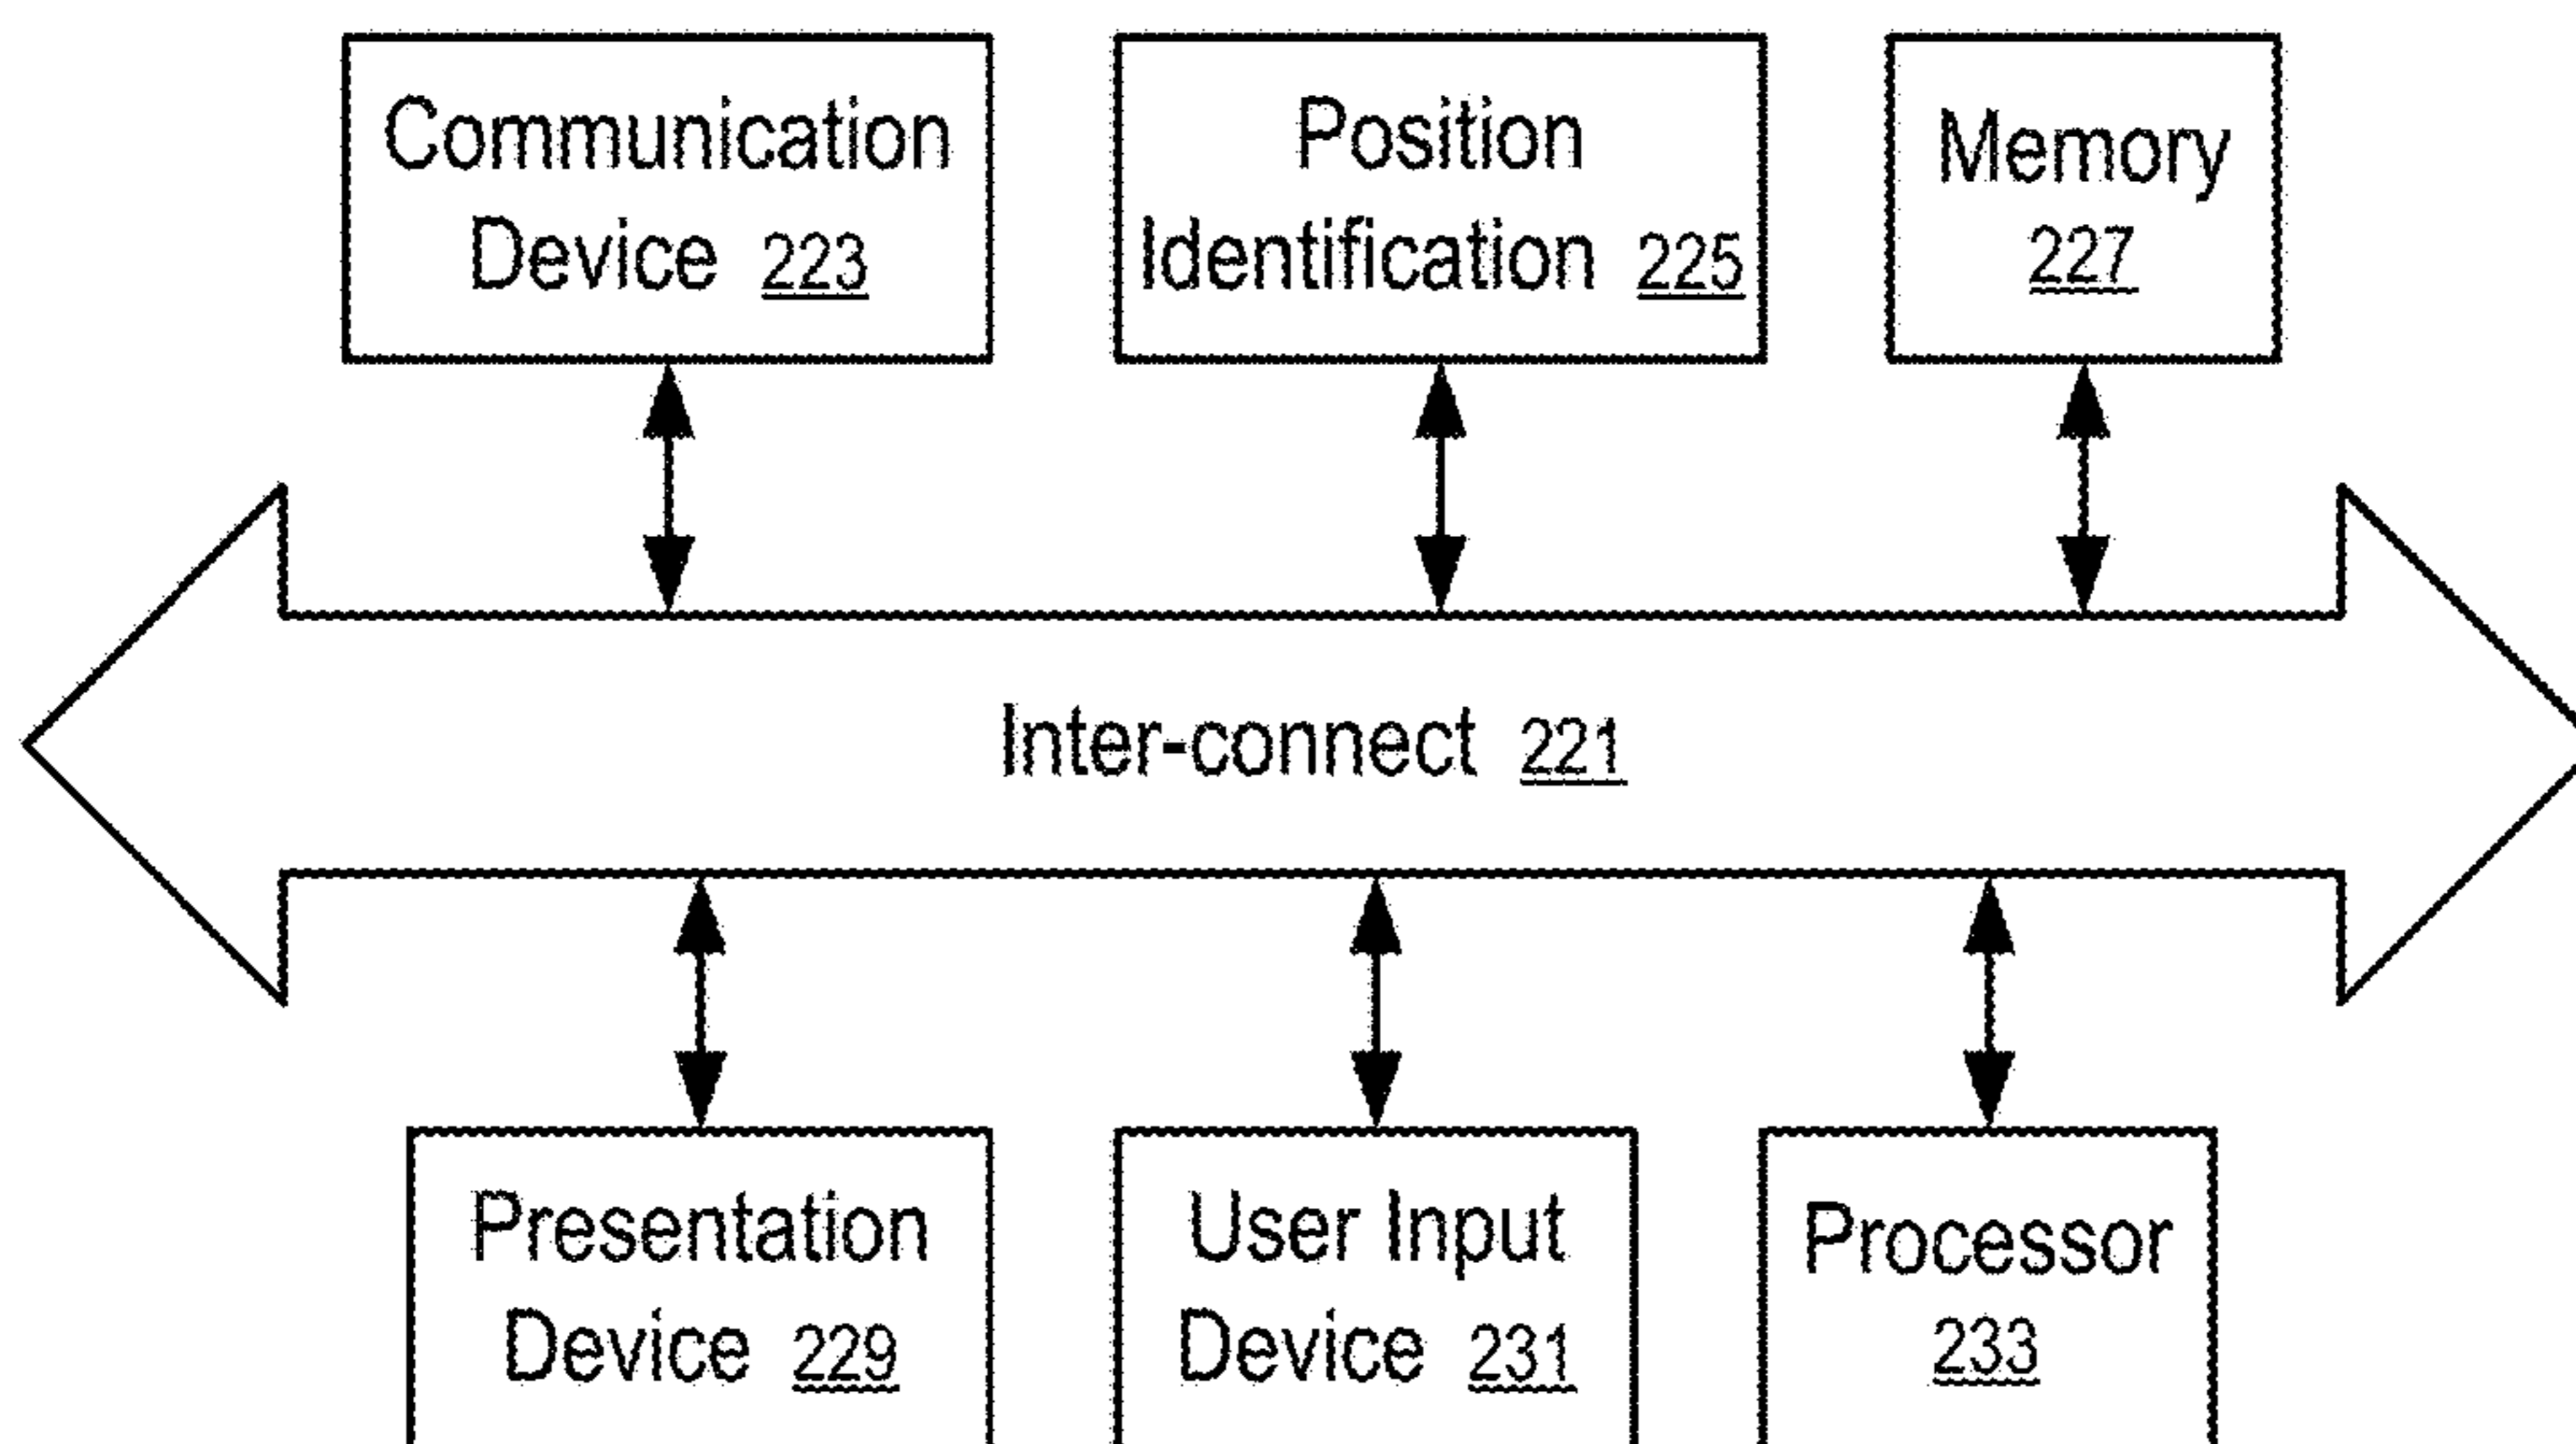 Communication
Device 223
Position
Identification 225
Memory
227
Inter-connect 221
Presentation
Device 229
User Input
Device 231
Processor
233